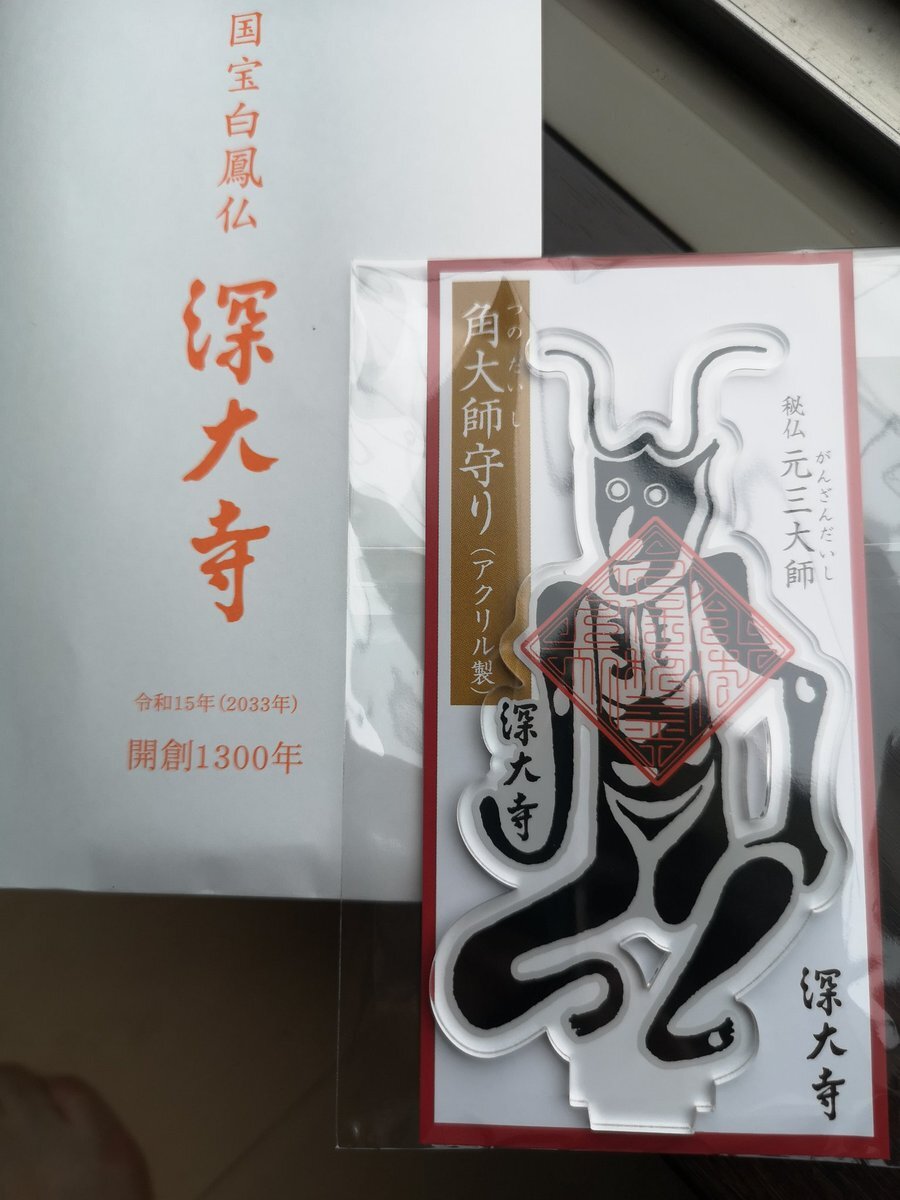 国宝白鳳仏
深大寺
令和15年(2033年)
開創1300年
つのだいし
角大師守り(アクリル製)
深大寺
秘仏 元三大師
がんざんだいし
深大寺